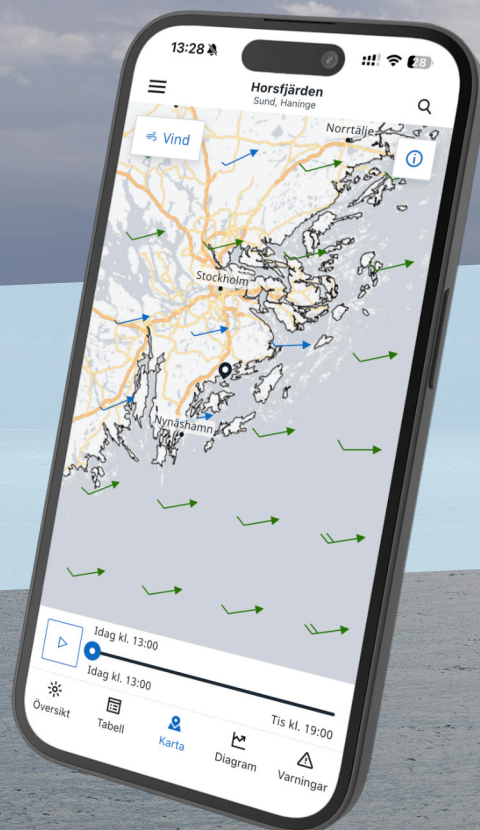 13:28
28
Horsfjärden
Sund, Haninge
Vind
Norrtälje
Stockholm
Nynäshamn
Idag kl. 13:00
Idag kl. 13:00
Tis kl. 19:00
Översikt
Tabell
Karta
Diagram
Varningar